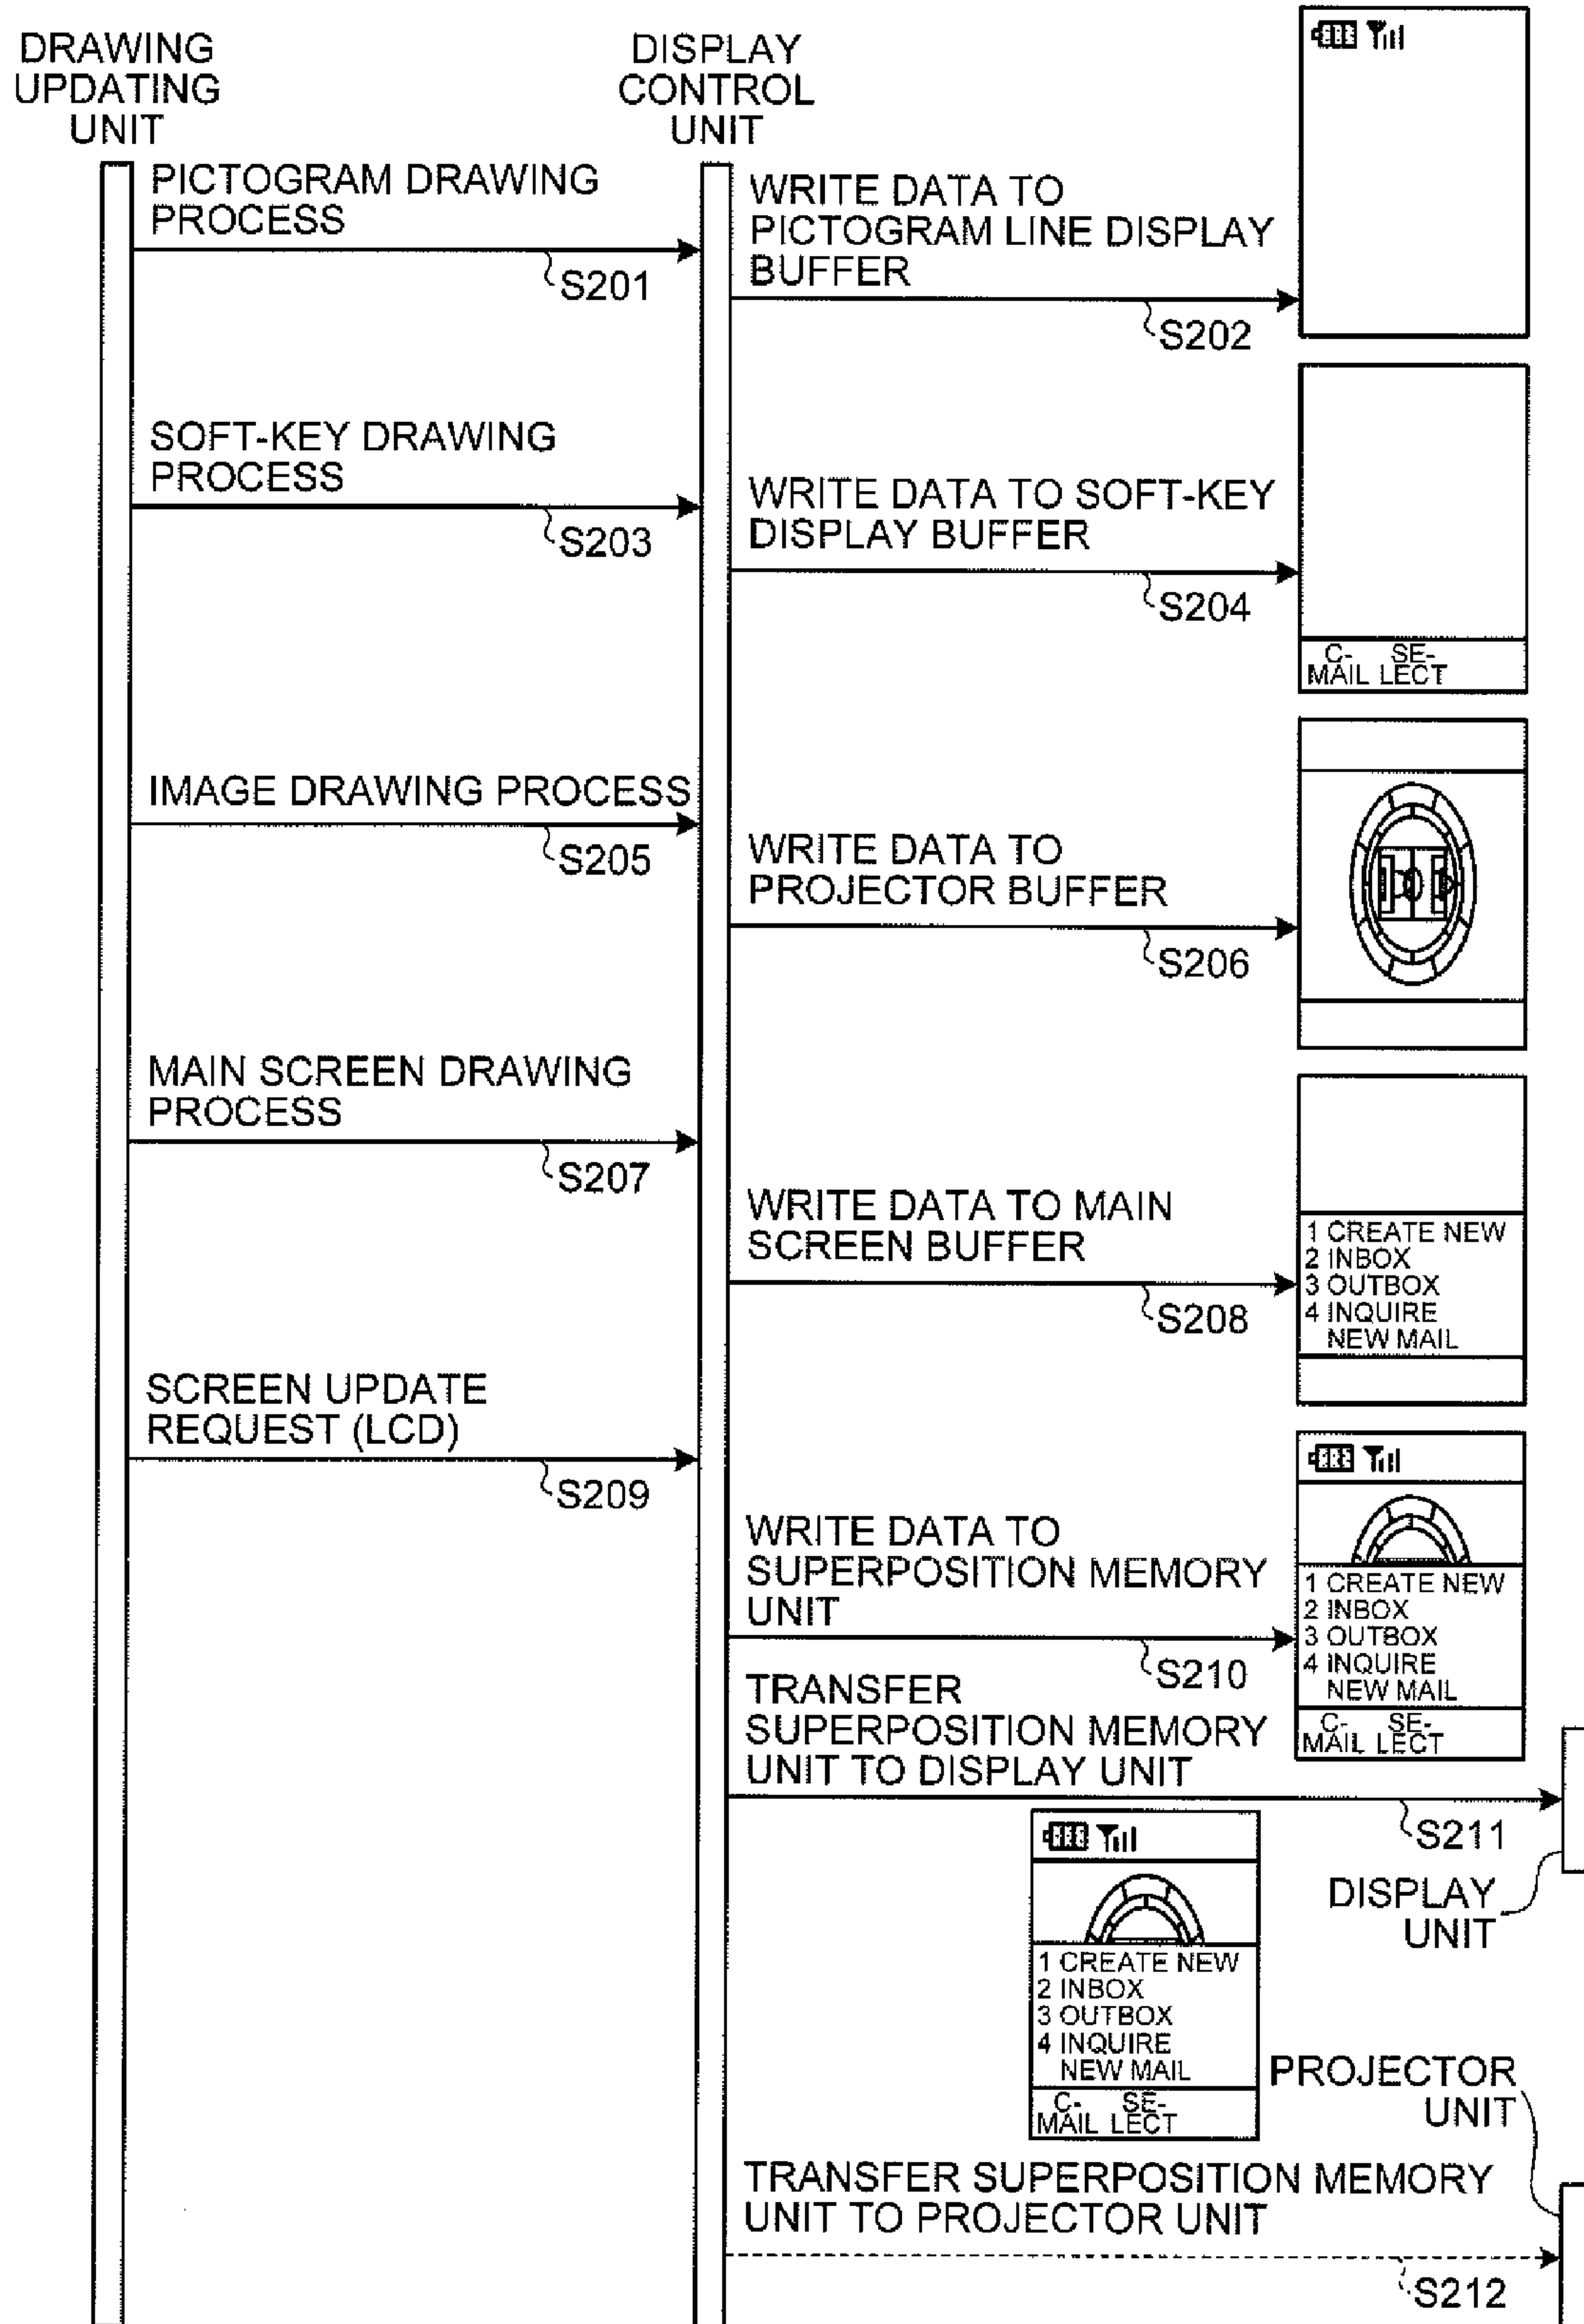 DRAWING
UPDATING
UNIT
DISPLAY
CONTROL
UNIT
PICTOGRAM DRAWING
PROCESS
S201
WRITE DATA TO
PICTOGRAM LINE DISPLAY
BUFFER
S202
SOFT-KEY DRAWING
PROCESS
S203
WRITE DATA TO SOFT-KEY
DISPLAY BUFFER
S204
C- SE-
MAIL LECT
IMAGE DRAWING PROCESS
S205
WRITE DATA TO
PROJECTOR BUFFER
S206
MAIN SCREEN DRAWING
PROCESS
S207
WRITE DATA TO MAIN
SCREEN BUFFER
S208
1 CREATE NEW
2 INBOX
3 OUTBOX
4 INQUIRE
NEW MAIL
SCREEN UPDATE
REQUEST (LCD)
S209
WRITE DATA TO
SUPERPOSITION MEMORY
UNIT
S210
1 CREATE NEW
2 INBOX
3 OUTBOX
4 INQUIRE
NEW MAIL
C- SE-
MAIL LECT
TRANSFER
SUPERPOSITION MEMORY
UNIT TO DISPLAY UNIT
S211
DISPLAY
UNIT
1 CREATE NEW
2 INBOX
3 OUTBOX
4 INQUIRE
NEW MAIL
C- SE-
MAIL LECT
PROJECTOR
UNIT
TRANSFER SUPERPOSITION MEMORY
UNIT TO PROJECTOR UNIT
S212